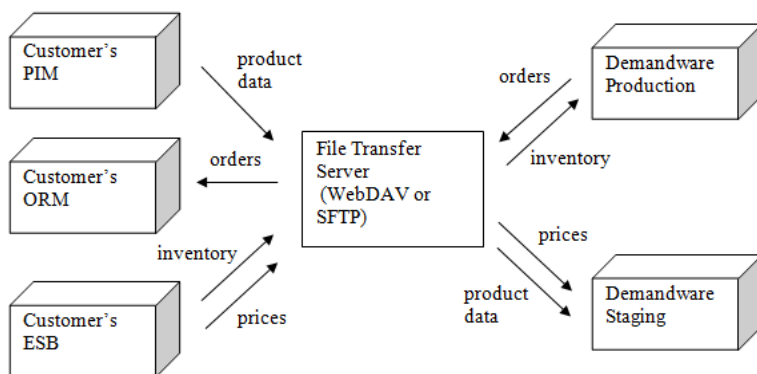 Customer's
PIM
product
data
Customer's
ORM
orders
inventory
Customer's
ESB
prices
File Transfer
Server
(WebDAV or
SFTP)
orders
Demandware
Production
inventory
prices
product
data
Demandware
Staging